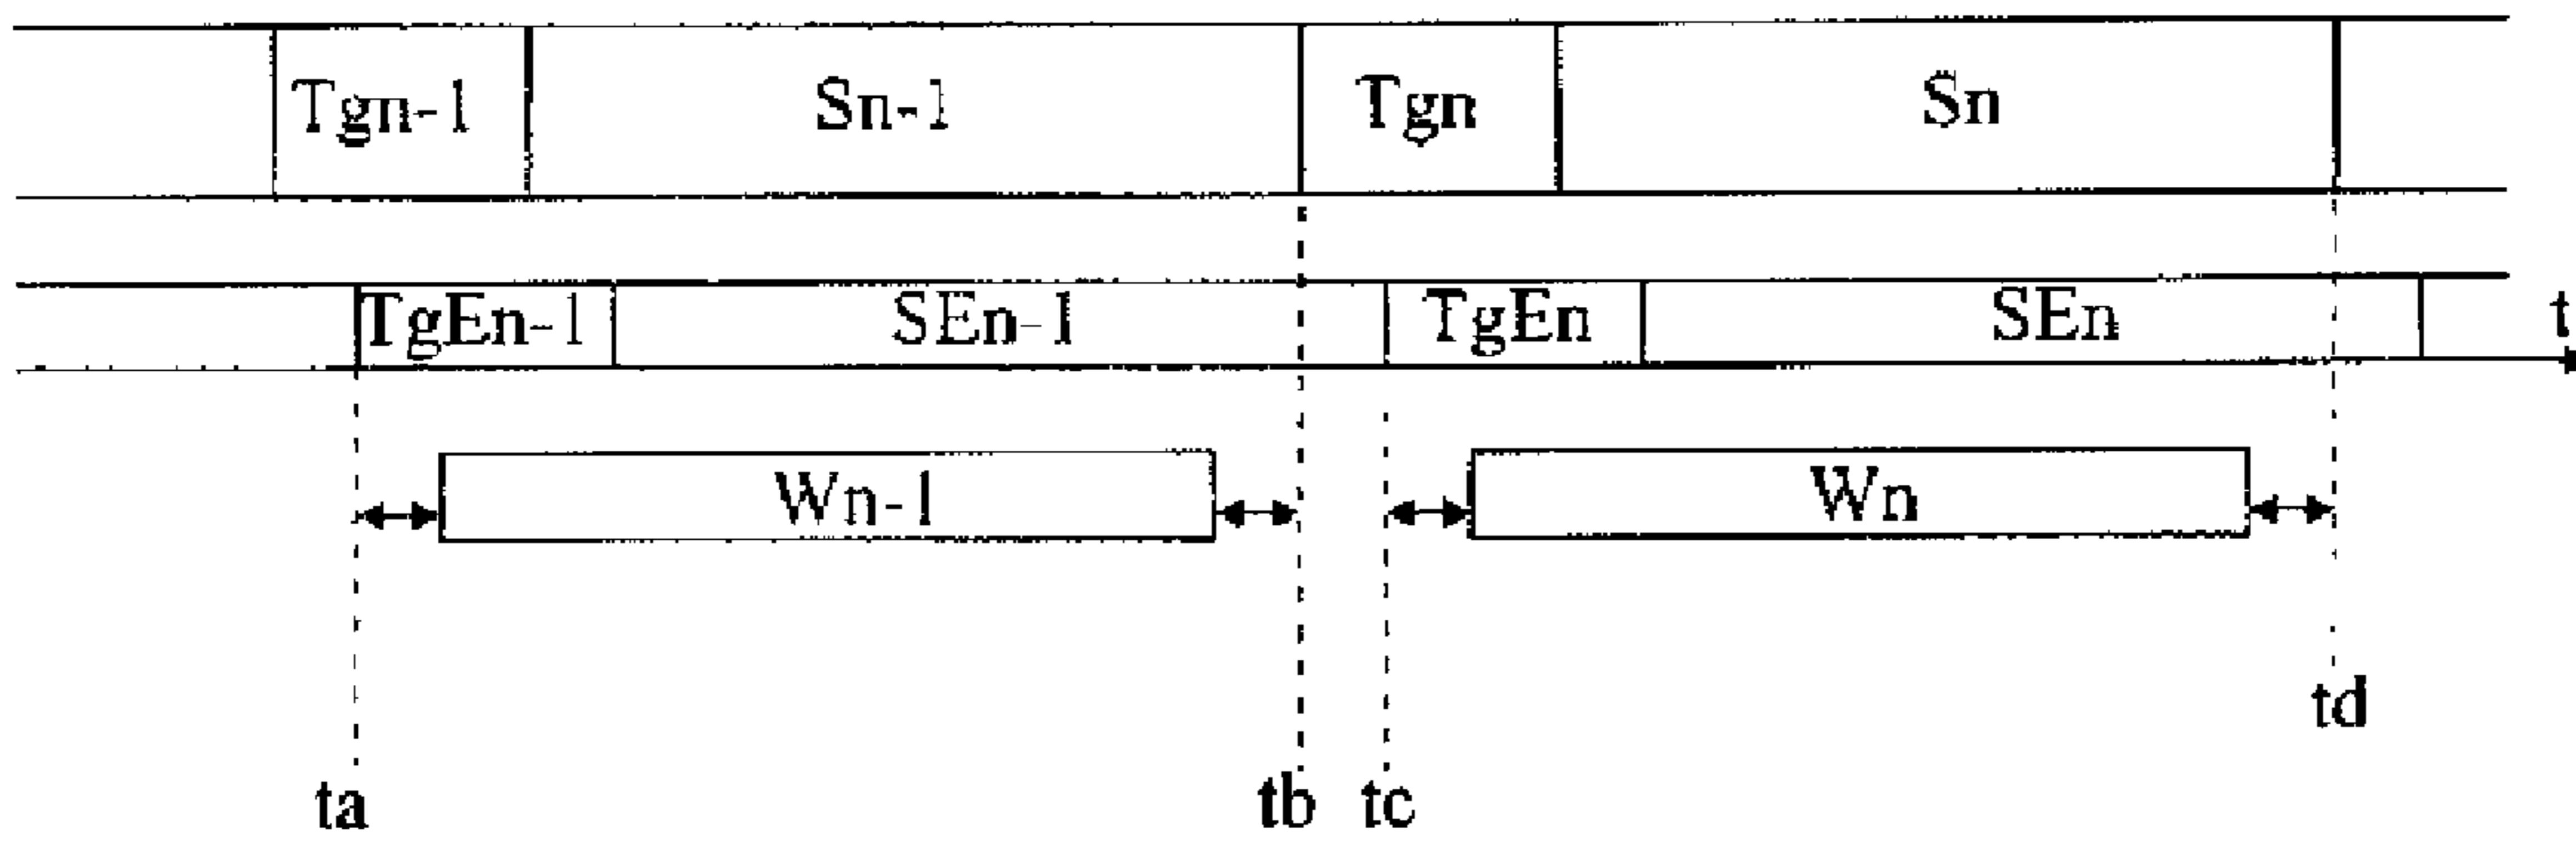 Tgn-1 Sn-1 Tgn Sn
TgEn-1 SEn-1 TgEn SEn t
Wn-1 Wn
td
ta tb tc